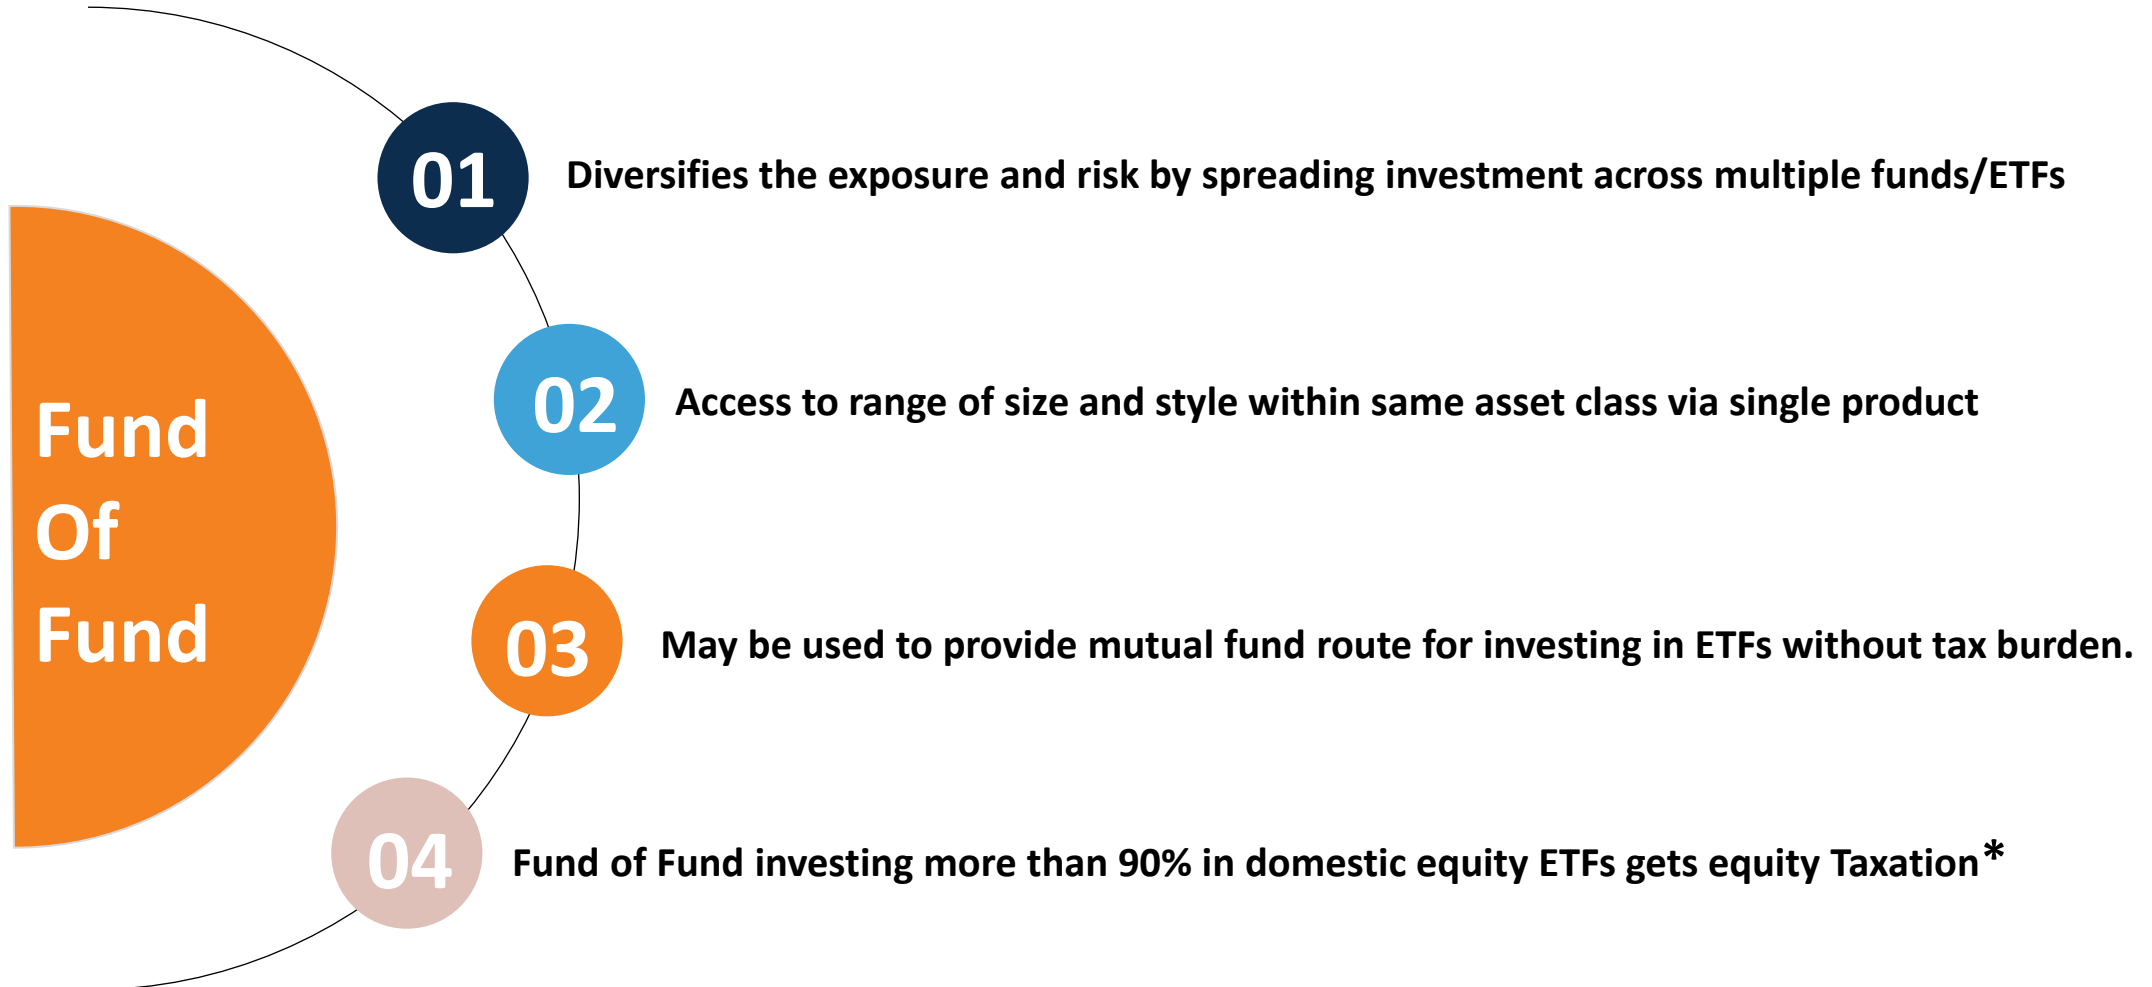 Fund
Of
Fund
01
Diversifies the exposure and risk by spreading investment across multiple funds/ETFs
02
Access to range of size and style within same asset class via single product
03
May be used to provide mutual fund route for investing in ETFs without tax burden.
04
Fund of Fund investing more than 90% in domestic equity ETFs gets equity Taxation*